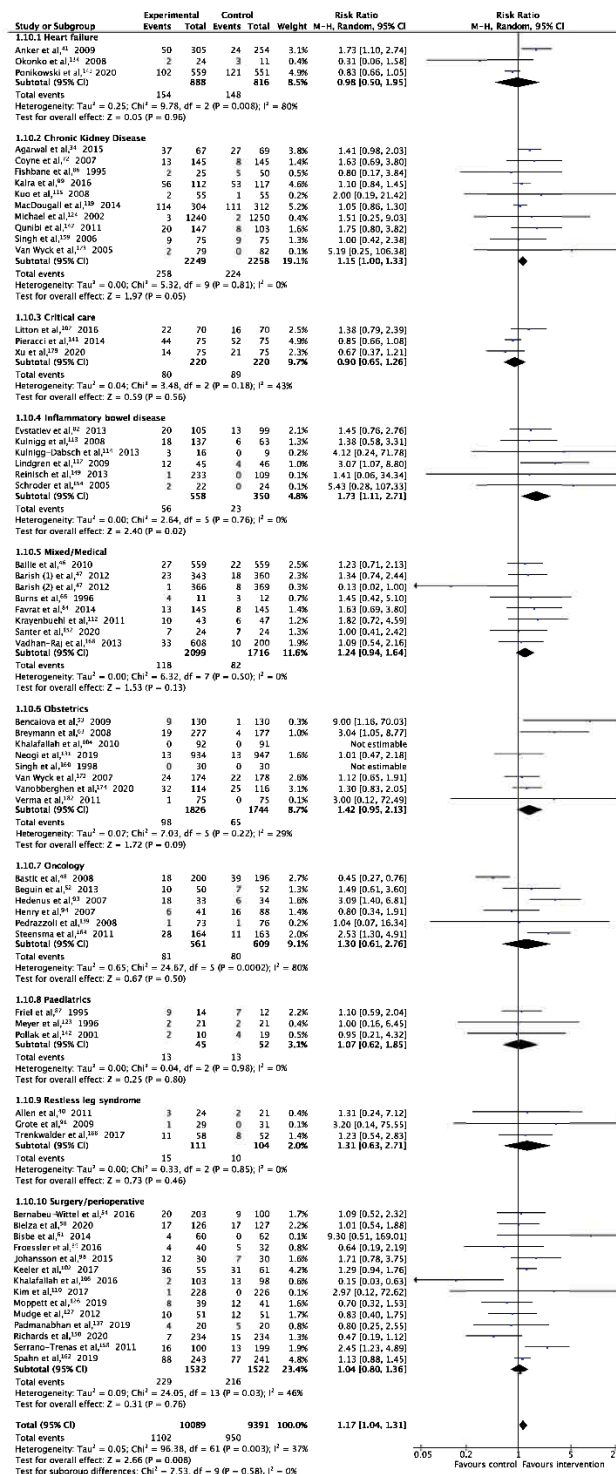 Experimental Control Risk Ratio Risk Ratio
Study or Subgroup Events Total Events Total Weight M-H, Random, 95% CI M-H, Random, 95% CI
1.10.1 Heart failure
Anker et al, 2009 50 305 24 254 3.1% 1.73 [1.10, 2.74]
Okonko et al, 2008 2 24 3 11 0.4% 0.31 [0.06, 1.58]
Ponikowski et al, 2020 102 559 121 551 5.0% 0.83 [0.66, 1.05]
Subtotal (95% CI) 888 816 8.5% 0.98 [0.50, 1.95]
Total events 154 148
Heterogeneity: Tau² = 0.25; Chi² = 9.78, df = 2 (P = 0.008); I² = 80%
Test for overall effect: Z = 0.05 (P = 0.96)
1.10.2 Chronic Kidney Disease
Agarwal et al, 2015 37 67 27 69 4.0% 1.41 [0.98, 2.03]
Coyne et al, 2007 13 145 8 145 1.3% 1.63 [0.69, 3.80]
Fishbane et al, 1995 2 25 5 50 0.4% 0.80 [0.17, 3.84]
Kalra et al, 2016 56 112 53 117 4.6% 1.10 [0.84, 1.45]
Kuo et al, 2008 2 55 1 55 0.2% 2.00 [0.19, 21.42]
MacDougall et al, 2014 114 304 111 312 5.4% 1.05 [0.86, 1.30]
Michael et al, 2002 3 1240 2 1250 0.4% 1.51 [0.25, 9.03]
Qunibi et al, 2011 20 147 8 103 1.5% 1.75 [0.80, 3.82]
Singh et al, 2006 9 75 9 75 1.3% 1.00 [0.42, 2.38]
Van Wyck et al, 2005 2 79 0 82 0.1% 5.19 [0.25, 106.38]
Subtotal (95% CI) 2249 2258 19.1% 1.15 [1.00, 1.33]
Total events 258 224
Heterogeneity: Tau² = 0.00; Chi² = 5.32, df = 9 (P = 0.81); I² = 0%
Test for overall effect: Z = 1.97 (P = 0.05)
1.10.3 Critical care
Litton et al, 2016 22 70 16 70 2.5% 1.38 [0.79, 2.39]
Pieracci et al, 2014 44 75 52 75 5.0% 0.85 [0.66, 1.08]
Xu et al, 2020 14 75 21 75 2.2% 0.67 [0.37, 1.21]
Subtotal (95% CI) 220 220 9.7% 0.90 [0.65, 1.26]
Total events 80 89
Heterogeneity: Tau² = 0.04; Chi² = 3.48, df = 2 (P = 0.18); I² = 43%
Test for overall effect: Z = 0.59 (P = 0.56)
1.10.4 Inflammatory bowel disease
Evstatiev et al, 2013 20 105 13 99 2.1% 1.45 [0.76, 2.76]
Kulnigg et al, 2008 18 137 6 63 1.3% 1.38 [0.58, 3.31]
Kulnigg-Dabsch et al, 2013 3 16 0 9 0.1% 4.12 [0.24, 71.78]
Lindgren et al, 2009 12 45 4 46 1.0% 3.07 [1.07, 8.80]
Reinisch et al, 2013 1 233 0 109 0.1% 1.41 [0.06, 34.34]
Schroder et al, 2005 2 22 0 24 0.1% 5.43 [0.28, 107.33]
Subtotal (95% CI) 558 350 4.8% 1.73 [1.11, 2.71]
Total events 56 23
Heterogeneity: Tau² = 0.00; Chi² = 2.64, df = 5 (P = 0.76); I² = 0%
Test for overall effect: Z = 2.40 (P = 0.02)
1.10.5 Mixed/Medical
Baille et al, 2010 27 559 22 559 2.3% 1.23 [0.71, 2.13]
Barish (1) et al, 2012 23 343 18 360 2.1% 1.34 [0.74, 2.44]
Barish (2) et al, 2012 1 366 8 369 0.2% 0.13 [0.02, 1.00]
Burns et al, 1996 4 11 3 12 0.8% 1.45 [0.42, 5.10]
Favrat et al, 2014 13 145 8 145 1.3% 1.63 [0.69, 3.80]
Krayenbuehl et al, 2011 10 43 6 47 1.1% 1.82 [0.72, 4.59]
Santer et al, 2020 7 24 7 24 1.2% 1.00 [0.41, 2.42]
Vadhan-Raj et al, 2013 33 608 10 200 1.8% 1.09 [0.54, 2.16]
Subtotal (95% CI) 2099 1716 11.6% 1.24 [0.94, 1.64]
Total events 118 82
Heterogeneity: Tau² = 0.00; Chi² = 6.32, df = 7 (P = 0.50); I² = 0%
Test for overall effect: Z = 1.53 (P = 0.13)
1.10.6 Obstetrics
Bencaiova et al, 2009 9 130 1 130 0.3% 9.00 [1.16, 70.03]
Breymann et al, 2008 19 277 4 177 1.0% 3.04 [1.05, 8.77]
Khalafallah et al, 2010 0 92 0 91 Not estimable
Neogi et al, 2019 13 934 13 947 1.6% 1.01 [0.47, 2.18]
Singh et al, 1998 0 30 0 30 Not estimable
Van Wyck et al, 2007 24 174 22 178 2.5% 1.12 [0.65, 1.91]
Vanobberghen et al, 2020 32 114 25 116 3.1% 1.30 [0.83, 2.05]
Verma et al, 2011 1 75 0 75 0.1% 3.00 [0.12, 72.49]
Subtotal (95% CI) 1826 1744 8.7% 1.42 [0.95, 2.13]
Total events 98 65
Heterogeneity: Tau² = 0.07; Chi² = 7.03, df = 5 (P = 0.22); I² = 29%
Test for overall effect: Z = 1.72 (P = 0.09)
1.10.7 Oncology
Bastit et al, 2008 18 200 39 196 2.7% 0.45 [0.27, 0.76]
Beguin et al, 2013 10 50 7 52 1.2% 1.49 [0.61, 3.60]
Hedenus et al, 2007 18 33 6 34 1.5% 3.09 [1.40, 6.81]
Henry et al, 2007 6 41 16 88 1.3% 0.80 [0.34, 1.91]
Pedrazzoli et al, 2008 1 73 1 76 0.2% 1.04 [0.07, 16.34]
Steensma et al, 2011 28 164 11 163 2.0% 2.53 [1.30, 4.91]
Subtotal (95% CI) 561 609 9.1% 1.30 [0.61, 2.76]
Total events 81 80
Heterogeneity: Tau² = 0.65; Chi² = 24.67, df = 5 (P = 0.0002); I² = 80%
Test for overall effect: Z = 0.67 (P = 0.50)
1.10.8 Paediatrics
Friel et al, 1995 9 14 7 12 2.3% 1.10 [0.59, 2.04]
Meyer et al, 1996 2 21 2 21 0.3% 1.00 [0.16, 6.45]
Pollak et al, 2001 2 10 4 19 0.5% 0.95 [0.21, 4.32]
Subtotal (95% CI) 45 52 3.1% 1.07 [0.62, 1.85]
Total events 13 13
Heterogeneity: Tau² = 0.00; Chi² = 0.04, df = 2 (P = 0.98); I² = 0%
Test for overall effect: Z = 0.25 (P = 0.80)
1.10.9 Restless leg syndrome
Allen et al, 2011 3 24 2 21 0.4% 1.31 [0.24, 7.12]
Grote et al, 2009 1 29 0 31 0.1% 3.20 [0.14, 75.55]
Trenkwalder et al, 2017 11 58 8 52 1.4% 1.23 [0.54, 2.83]
Subtotal (95% CI) 111 104 2.0% 1.31 [0.63, 2.71]
Total events 15 10
Heterogeneity: Tau² = 0.00; Chi² = 0.33, df = 2 (P = 0.85); I² = 0%
Test for overall effect: Z = 0.73 (P = 0.46)
1.10.10 Surgery/perioperative
Bernabeu-Wittel et al, 2016 20 203 9 100 1.6% 1.09 [0.52, 2.32]
Bielza et al, 2020 17 126 17 127 2.1% 1.01 [0.54, 1.88]
Bisbe et al, 2014 4 60 0 62 0.1% 9.30 [0.51, 169.01]
Froessler et al, 2016 4 40 5 32 0.7% 0.64 [0.19, 2.19]
Johansson et al, 2015 12 30 7 30 1.5% 1.71 [0.78, 3.75]
Keeler et al, 2017 36 55 31 61 4.3% 1.29 [0.94, 1.76]
Khalafallah et al, 2016 2 103 13 98 0.5% 0.15 [0.03, 0.63]
Kim et al, 2017 1 228 0 226 0.1% 2.97 [0.12, 72.62]
Moppett et al, 2019 8 39 12 41 1.5% 0.70 [0.32, 1.53]
Mudge et al, 2012 10 51 12 51 1.6% 0.83 [0.40, 1.75]
Padmanabhan et al, 2019 4 20 5 20 0.8% 0.80 [0.25, 2.55]
Richards et al, 2020 7 234 15 234 1.2% 0.47 [0.19, 1.12]
Serrano-Trenas et al, 2011 16 100 13 199 1.9% 2.45 [1.23, 4.89]
Spahn et al, 2019 88 243 77 241 5.0% 1.13 [0.88, 1.45]
Subtotal (95% CI) 1532 1522 23.4% 1.04 [0.80, 1.36]
Total events 229 216
Heterogeneity: Tau² = 0.09; Chi² = 24.05, df = 13 (P = 0.03); I² = 46%
Test for overall effect: Z = 0.31 (P = 0.76)
Total (95% CI) 10089 9391 100.0% 1.17 [1.04, 1.31]
Total events 1102 950
Heterogeneity: Tau² = 0.05; Chi² = 96.38, df = 61 (P = 0.003); I² = 37%
Test for overall effect: Z = 2.66 (P = 0.008)
Test for subgroup differences: Chi² = 7.53, df = 9 (P = 0.58), I² = 0%
0.05 0.2 1 5
Favours control Favours intervention